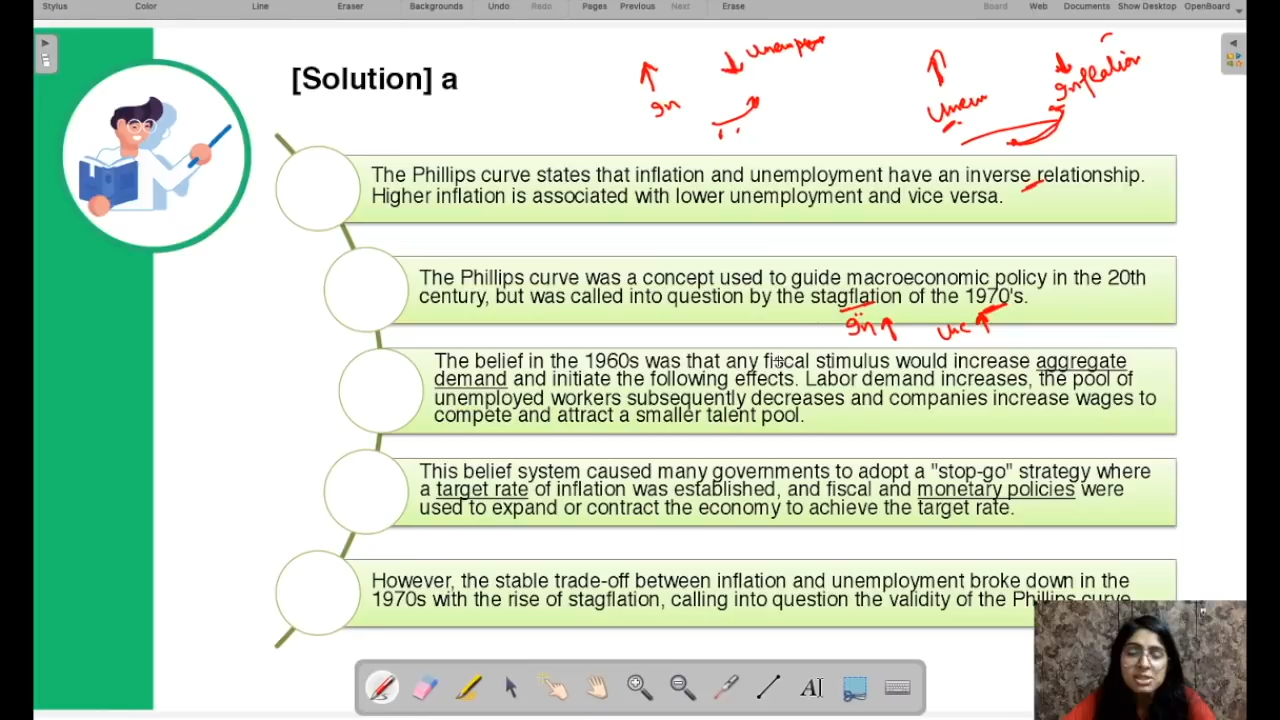 Stylus Color Line Eraser Backgrounds Undo Redo Pages Previous Next Erase Board Web Documents Show Desktop OpenBoard
[Solution] a
Unem
Inflation
In
The Phillips curve states that inflation and unemployment have an inverse relationship.
Higher inflation is associated with lower unemployment and vice versa.
The Phillips curve was a concept used to guide macroeconomic policy in the 20th
century, but was called into question by the stagflation of the 1970's.
In
The belief in the 1960s was that any fiscal stimulus would increase aggregate
demand and initiate the following effects. Labor demand increases, the pool of
unemployed workers subsequently decreases and companies increase wages to
compete and attract a smaller talent pool.
This belief system caused many governments to adopt a "stop-go" strategy where
a target rate of inflation was established, and fiscal and monetary policies were
used to expand or contract the economy to achieve the target rate.
However, the stable trade-off between inflation and unemployment broke down in the
1970s with the rise of stagflation, calling into question the validity of the Phillips curve